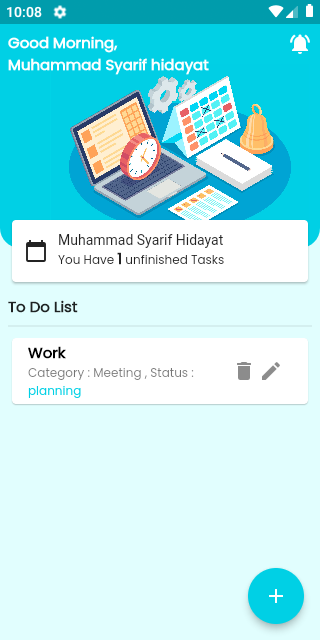 10:08
Good Morning,
Muhammad Syarif hidayat
Muhammad Syarif Hidayat
You Have 1 unfinished Tasks
To Do List
Work
Category : Meeting , Status :
planning